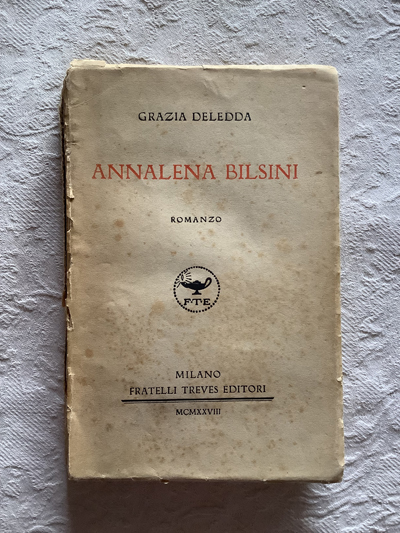 GRAZIA DELEDDA
ANNALENA BILSINI
ROMANZO
F·T·E
MILANO
FRATELLI TREVES EDITORI
MCMXXVIII